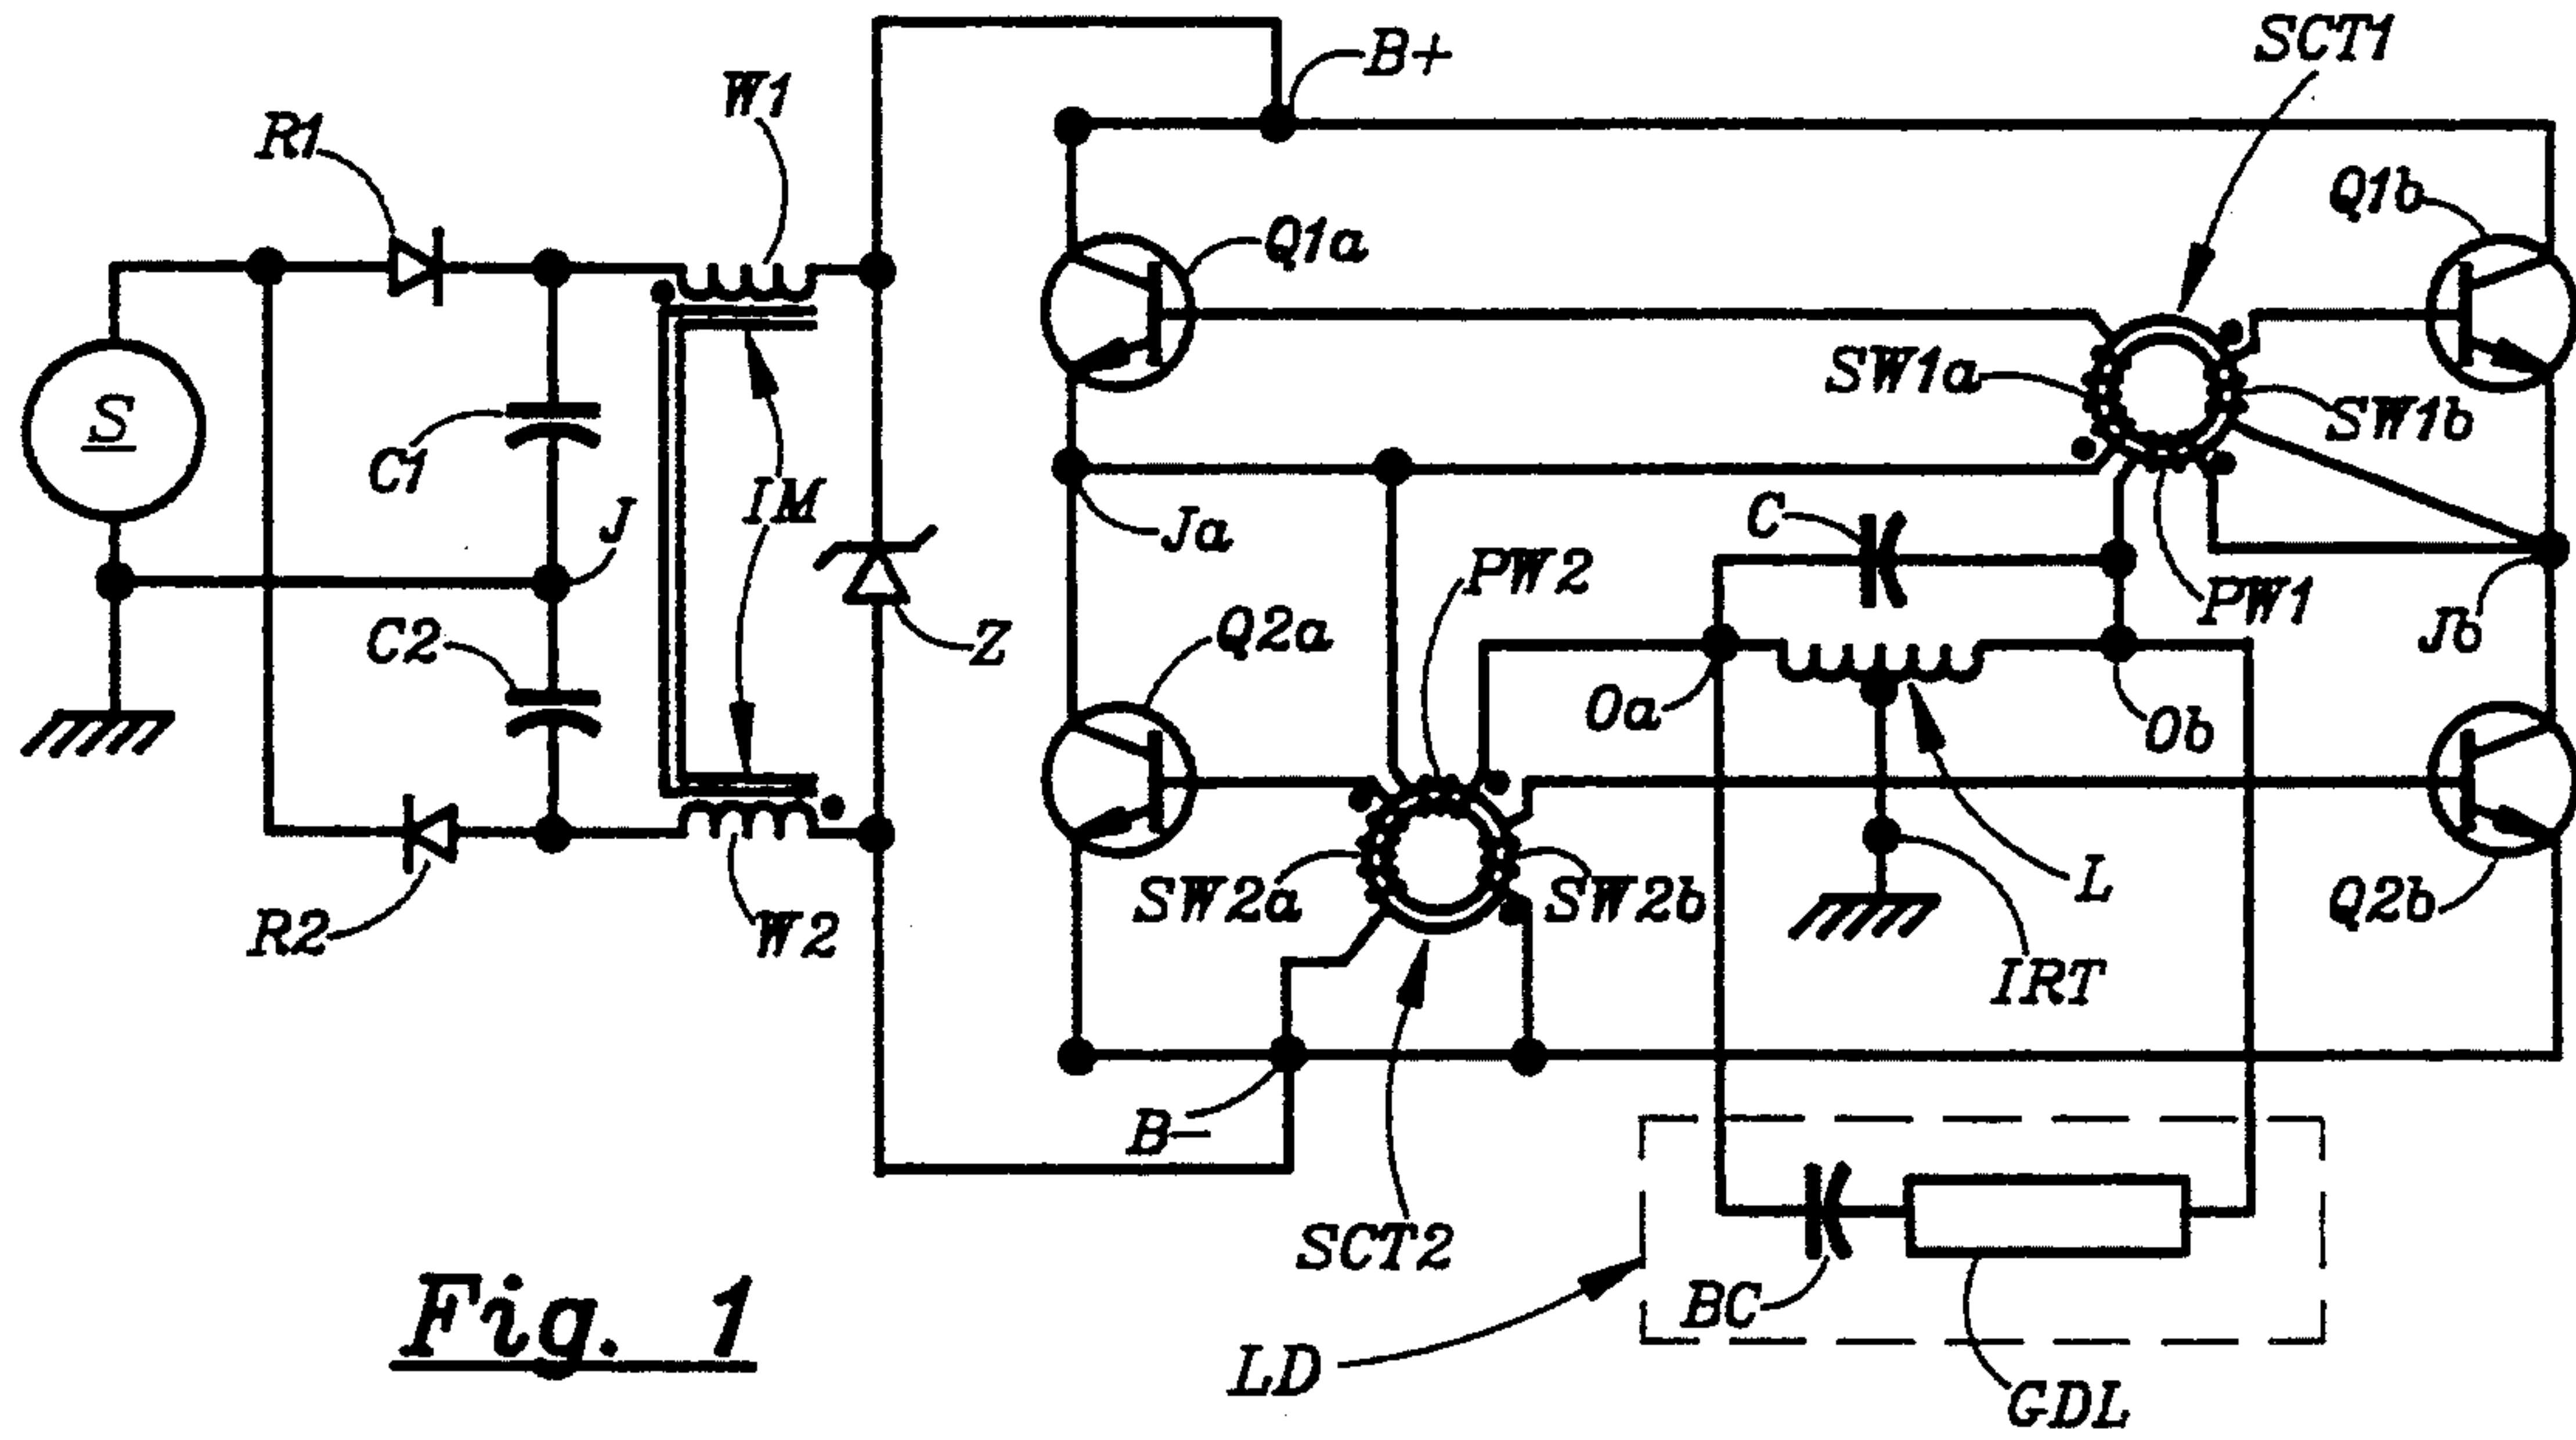 SCT1
B+
W1
R1
Q1b
Q1a
SW1a
SW1b
S
C1
J
IM
Ja
C
PW2
PW1
Jb
Z
C2
Q2a
Oa
Ob
SW2a
SW2b
L
Q2b
R2
W2
IRT
B-
SCT2
BC
LD
GDL
Fig. 1